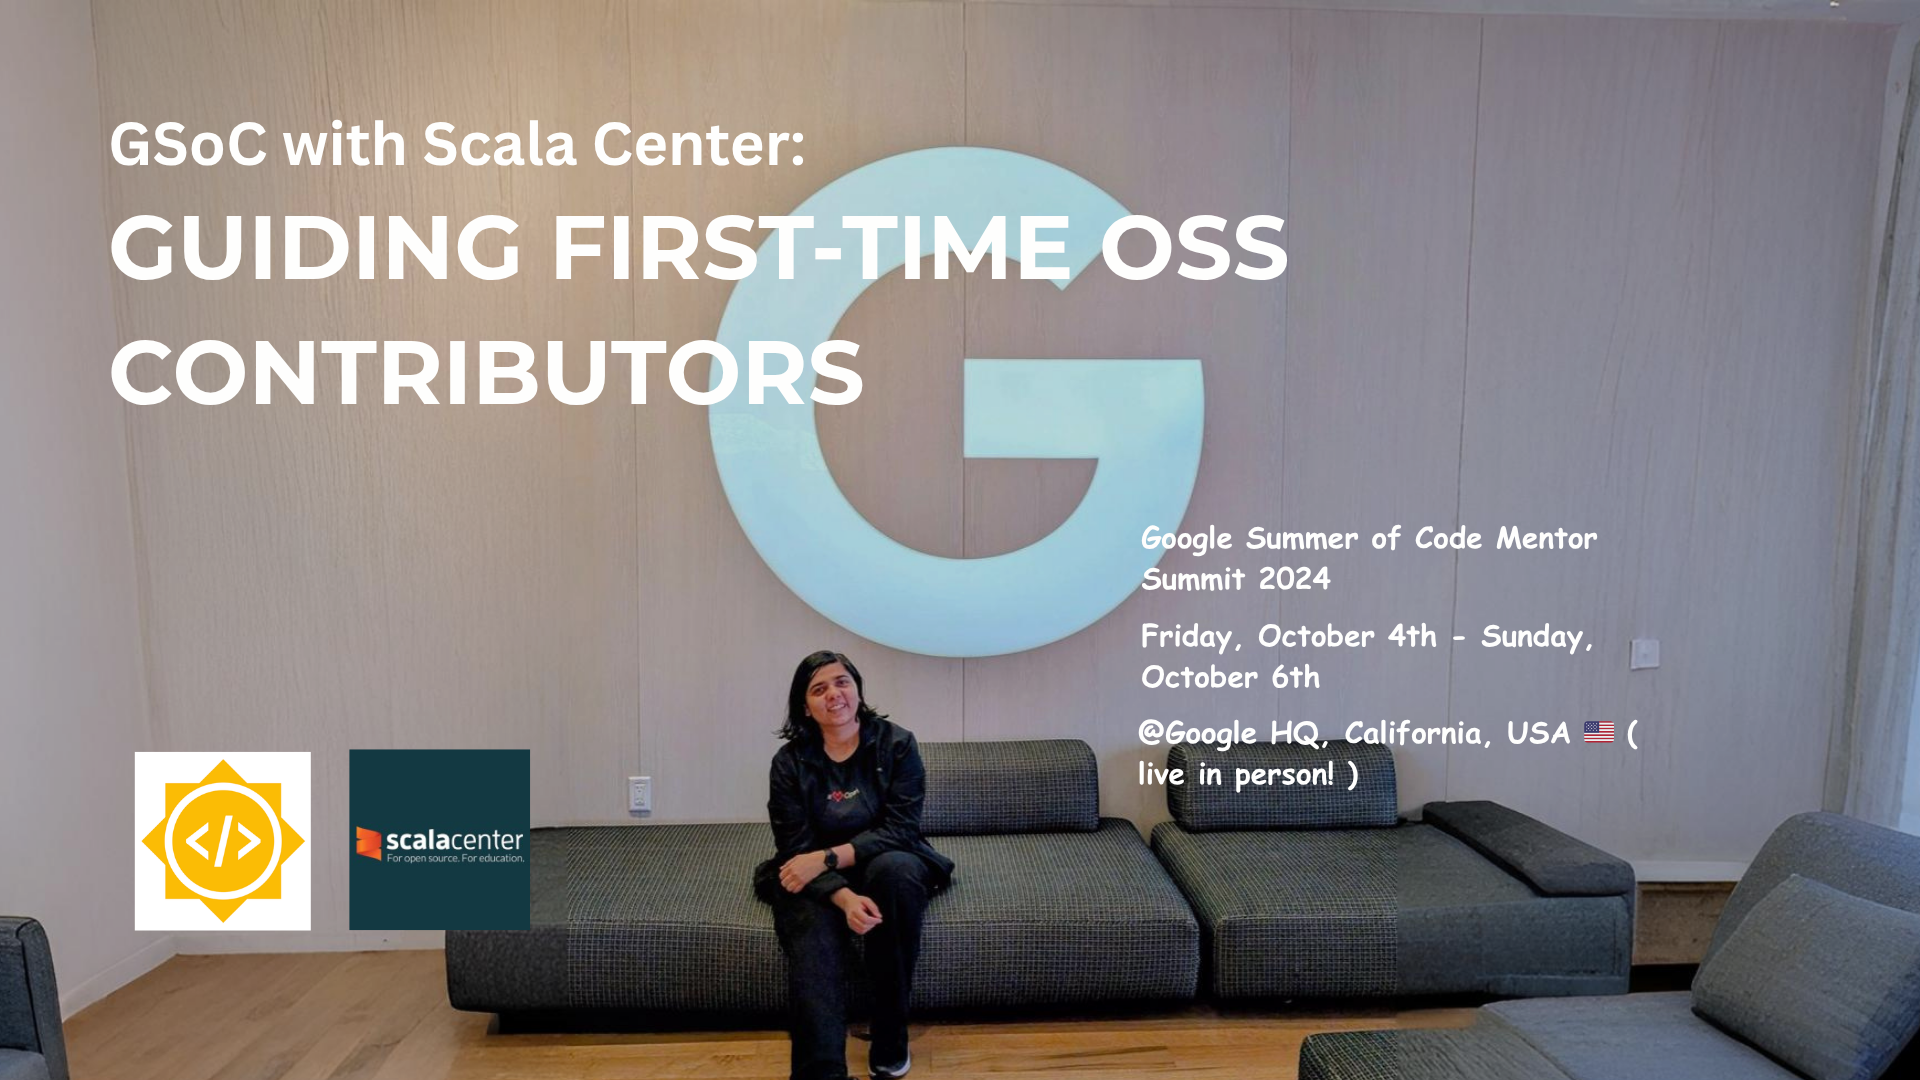 GSoC with Scala Center:
GUIDING FIRST-TIME OSS
CONTRIBUTORS
Google Summer of Code Mentor
Summit 2024
Friday, October 4th - Sunday,
October 6th
@Google HQ, California, USA 🇺🇸 (
live in person! )
G
</>
scalacenter
For open source. For education.